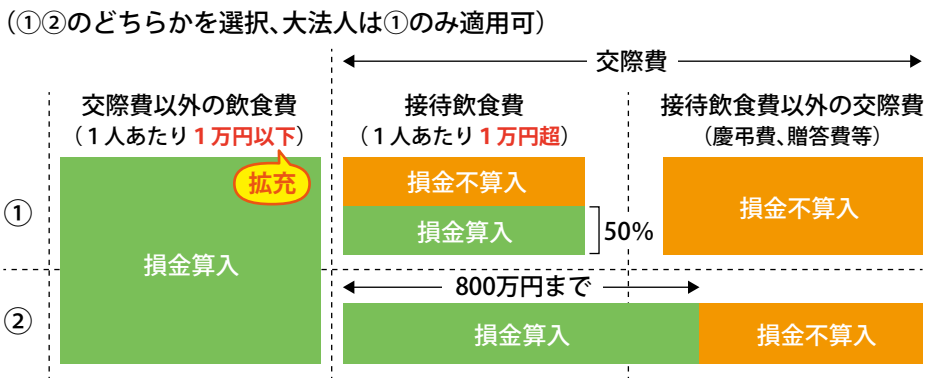 （①②のどちらかを選択、大法人は①のみ適用可）
交際費
交際費以外の飲食費
（１人あたり１万円以下）
接待飲食費
（１人あたり１万円超）
接待飲食費以外の交際費
（慶弔費、贈答費等）
拡充
①
損金算入
損金不算入
損金算入
50%
損金不算入
800万円まで
②
損金算入
損金不算入